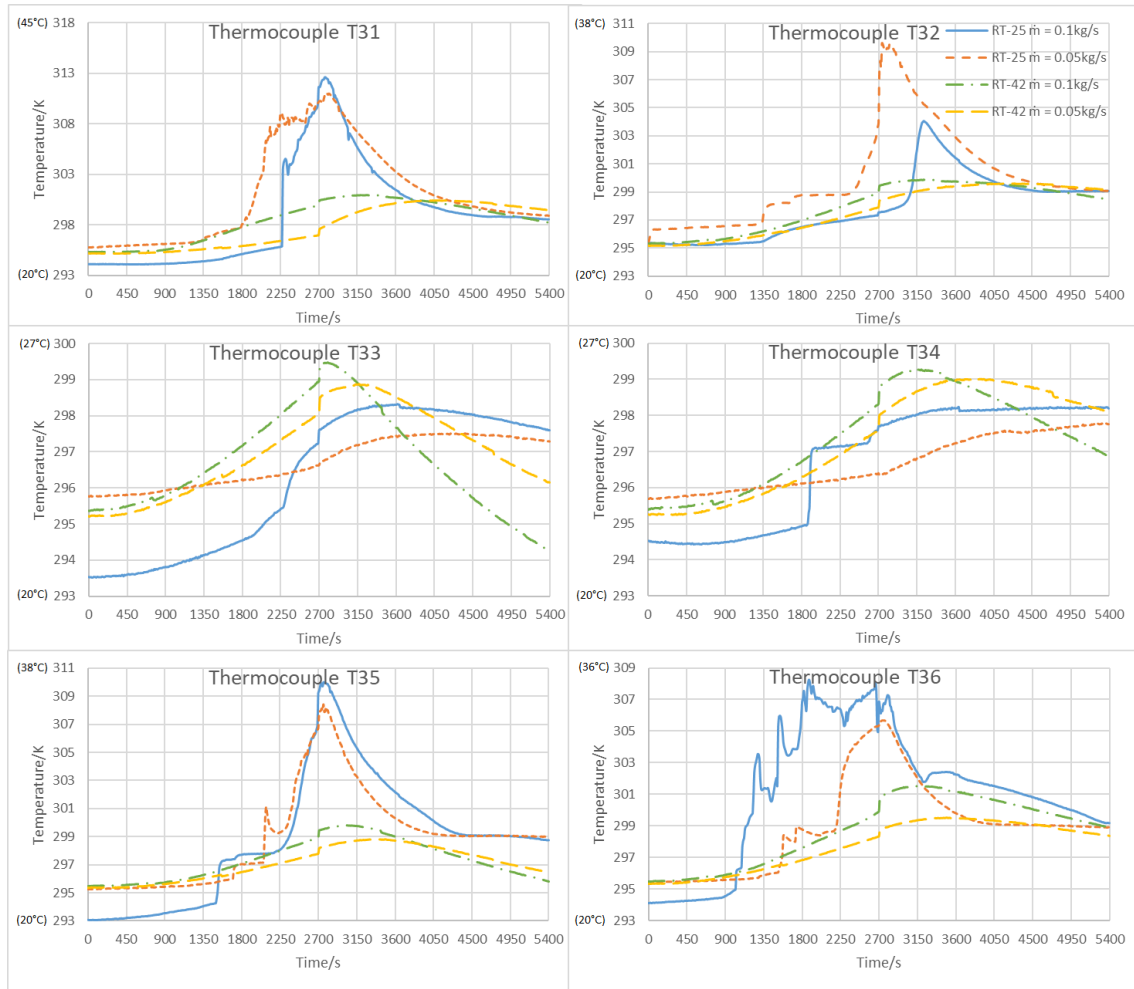 Thermocouple T31
(45°C) 318
313
308
303
298
(20°C) 293
Temperature/K
0 450 900 1350 1800 2250 2700 3150 3600 4050 4500 4950 5400
Time/s
Thermocouple T32
(38°C) 311
309
307
305
303
301
299
297
295
(20°C) 293
Temperature/K
RT-25 ṁ = 0.1kg/s
RT-25 ṁ = 0.05kg/s
RT-42 ṁ = 0.1kg/s
RT-42 ṁ = 0.05kg/s
0 450 900 1350 1800 2250 2700 3150 3600 4050 4500 4950 5400
Time/s
Thermocouple T33
(27°C) 300
299
298
297
296
295
294
(20°C) 293
Temperature/K
0 450 900 1350 1800 2250 2700 3150 3600 4050 4500 4950 5400
Time/s
Thermocouple T34
(27°C) 300
299
298
297
296
295
294
(20°C) 293
Temperature/K
0 450 900 1350 1800 2250 2700 3150 3600 4050 4500 4950 5400
Time/s
Thermocouple T35
(38°C) 311
309
307
305
303
301
299
297
295
(20°C) 293
Temperature/K
0 450 900 1350 1800 2250 2700 3150 3600 4050 4500 4950 5400
Time/s
Thermocouple T36
(36°C) 309
307
305
303
301
299
297
295
(20°C) 293
Temperature/K
0 450 900 1350 1800 2250 2700 3150 3600 4050 4500 4950 5400
Time/s